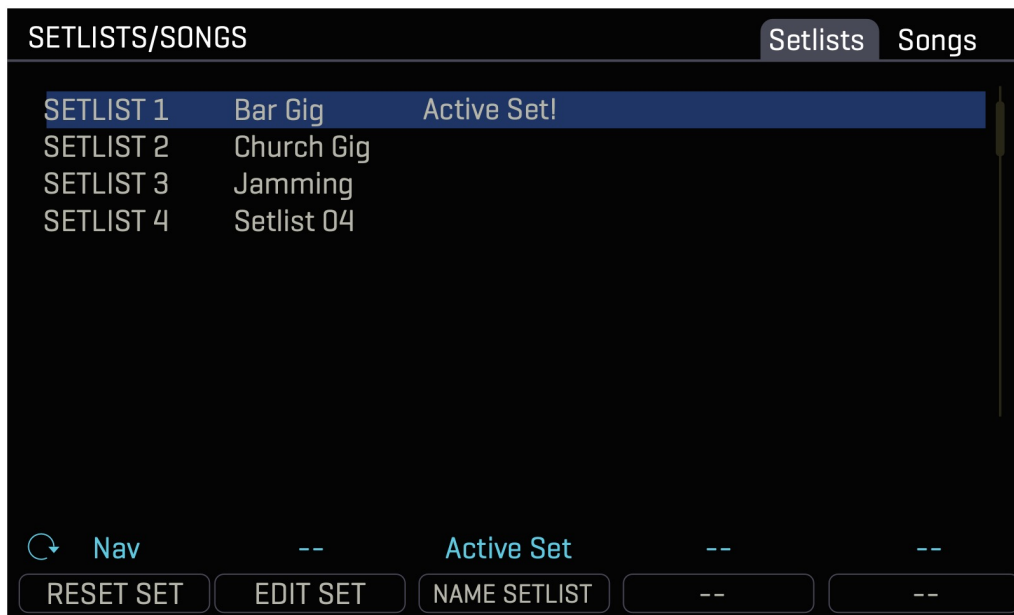 SETLISTS/SONGS Setlists Songs
SETLIST 1 Bar Gig Active Set!
SETLIST 2 Church Gig
SETLIST 3 Jamming
SETLIST 4 Setlist 04
Nav -- Active Set -- --
RESET SET EDIT SET NAME SETLIST -- --